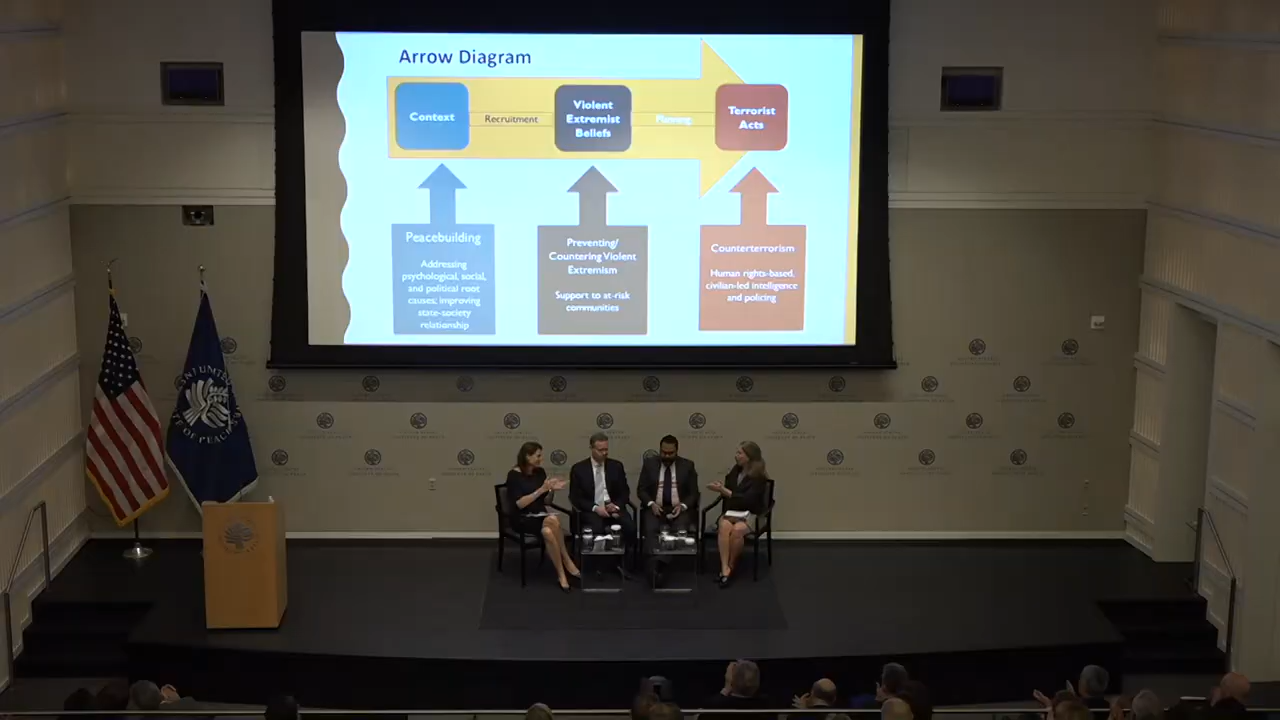 Arrow Diagram
Context
Recruitment
Violent
Extremist
Beliefs
Planning
Terrorist
Acts
Peacebuilding
Addressing
psychological, social,
and political root
causes; improving
state-society
relationship
Preventing/
Countering Violent
Extremism
Support to at-risk
communities
Counterterrorism
Human rights-based,
civilian-led intelligence
and policing